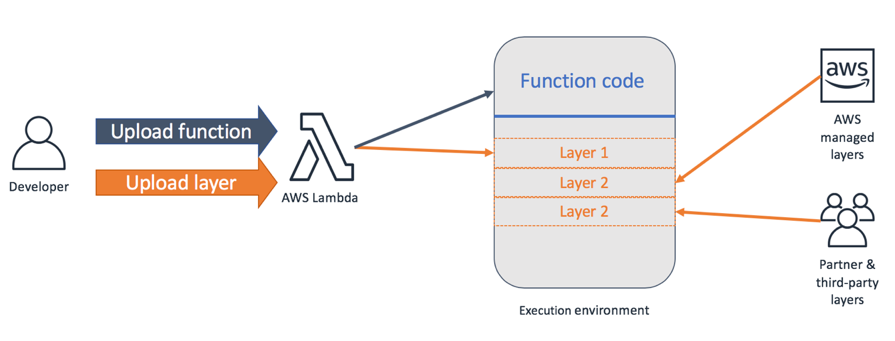 Developer
Upload function
Upload layer
AWS Lambda
Function code
Layer 1
Layer 2
Layer 2
Execution environment
aws
AWS
managed
layers
Partner &
third-party
layers